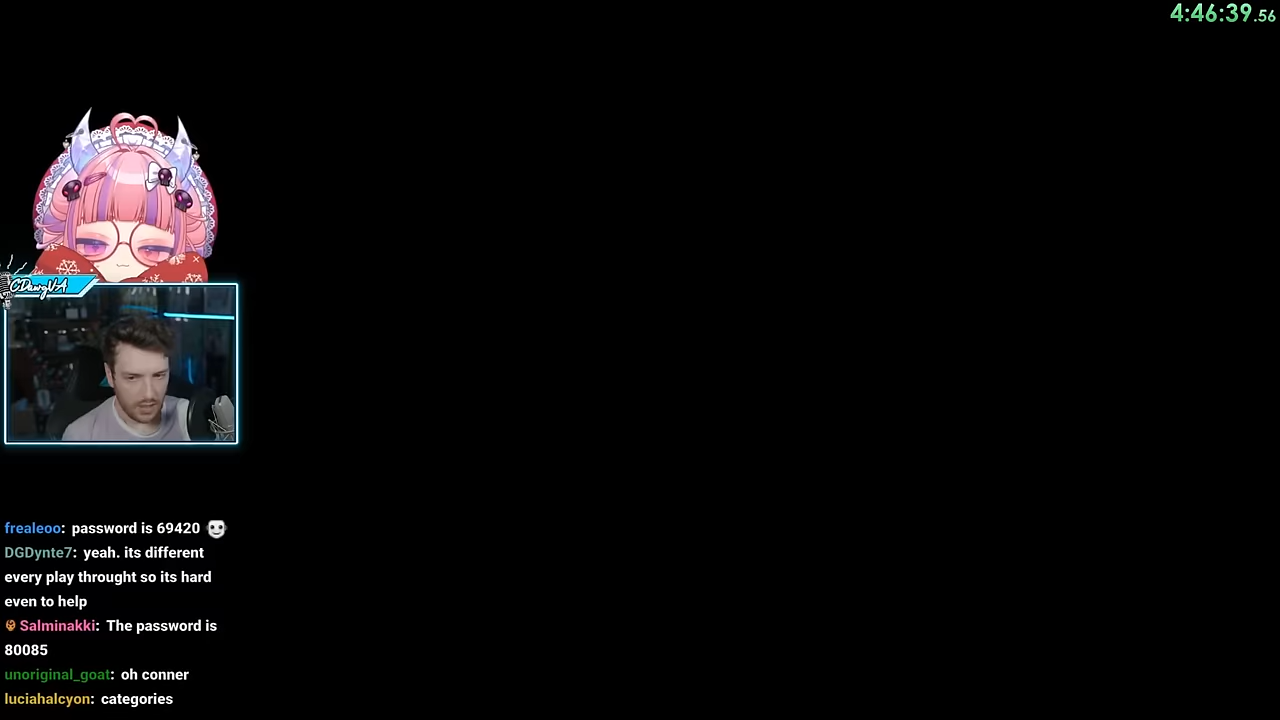 4:46:39.56
CDawgVA
frealeoo: password is 69420
DGDynte7: yeah. its different
every play throught so its hard
even to help
Salminakki: The password is
80085
unoriginal_goat: oh conner
luciahalcyon: categories